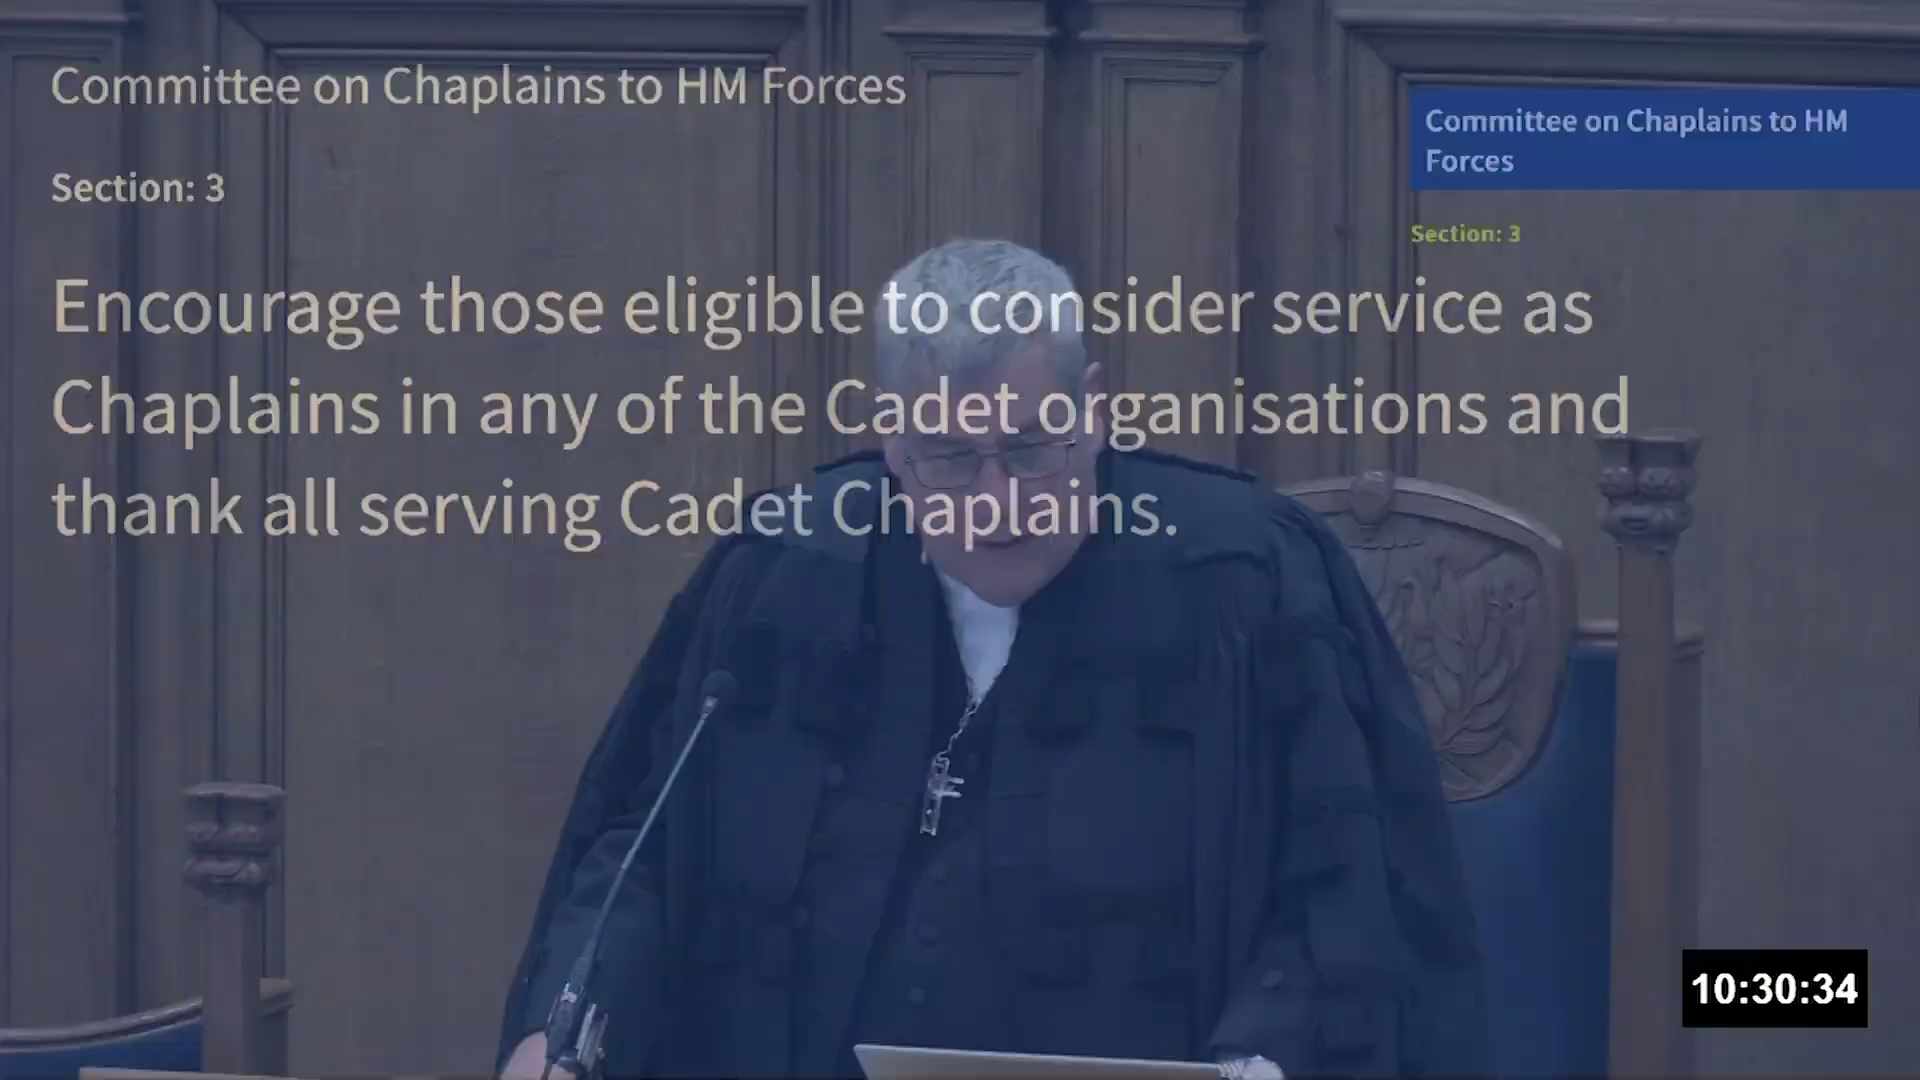 Committee on Chaplains to HM Forces
Section: 3
Encourage those eligible to consider service as
Chaplains in any of the Cadet organisations and
thank all serving Cadet Chaplains.
Committee on Chaplains to HM
Forces
Section: 3
10:30:34